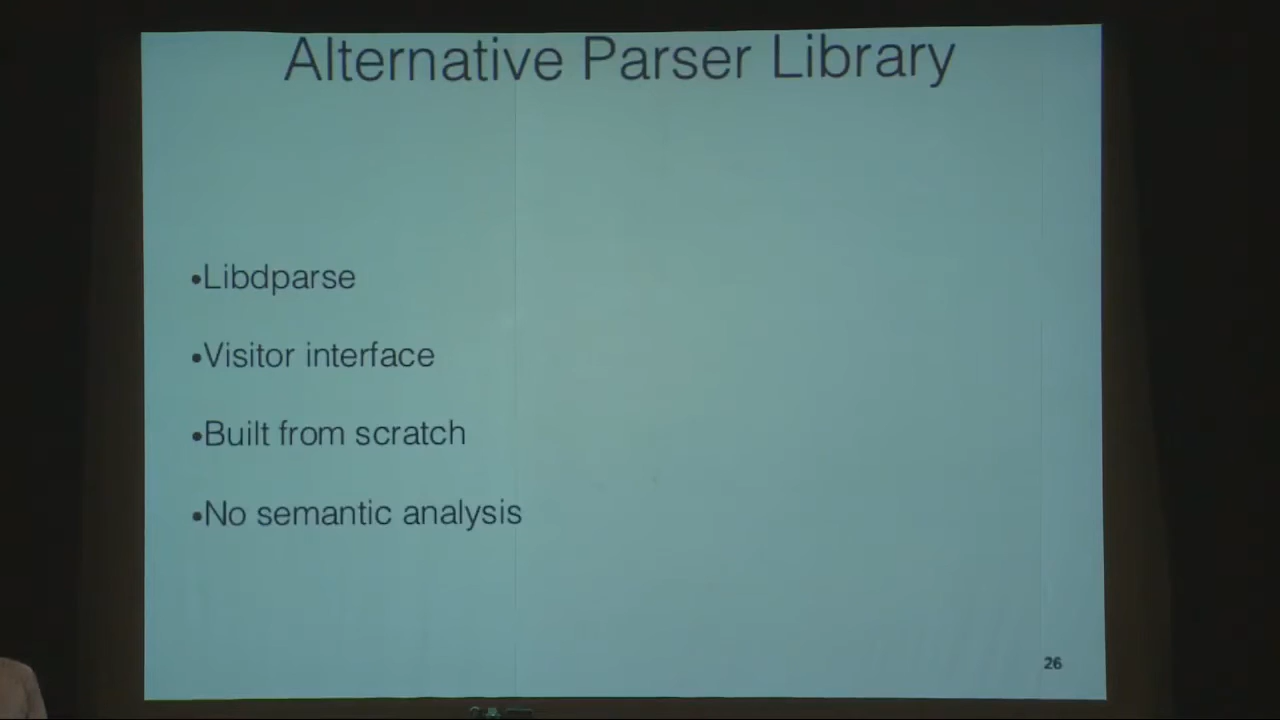 Alternative Parser Library
•Libdparse
•Visitor interface
•Built from scratch
•No semantic analysis
26